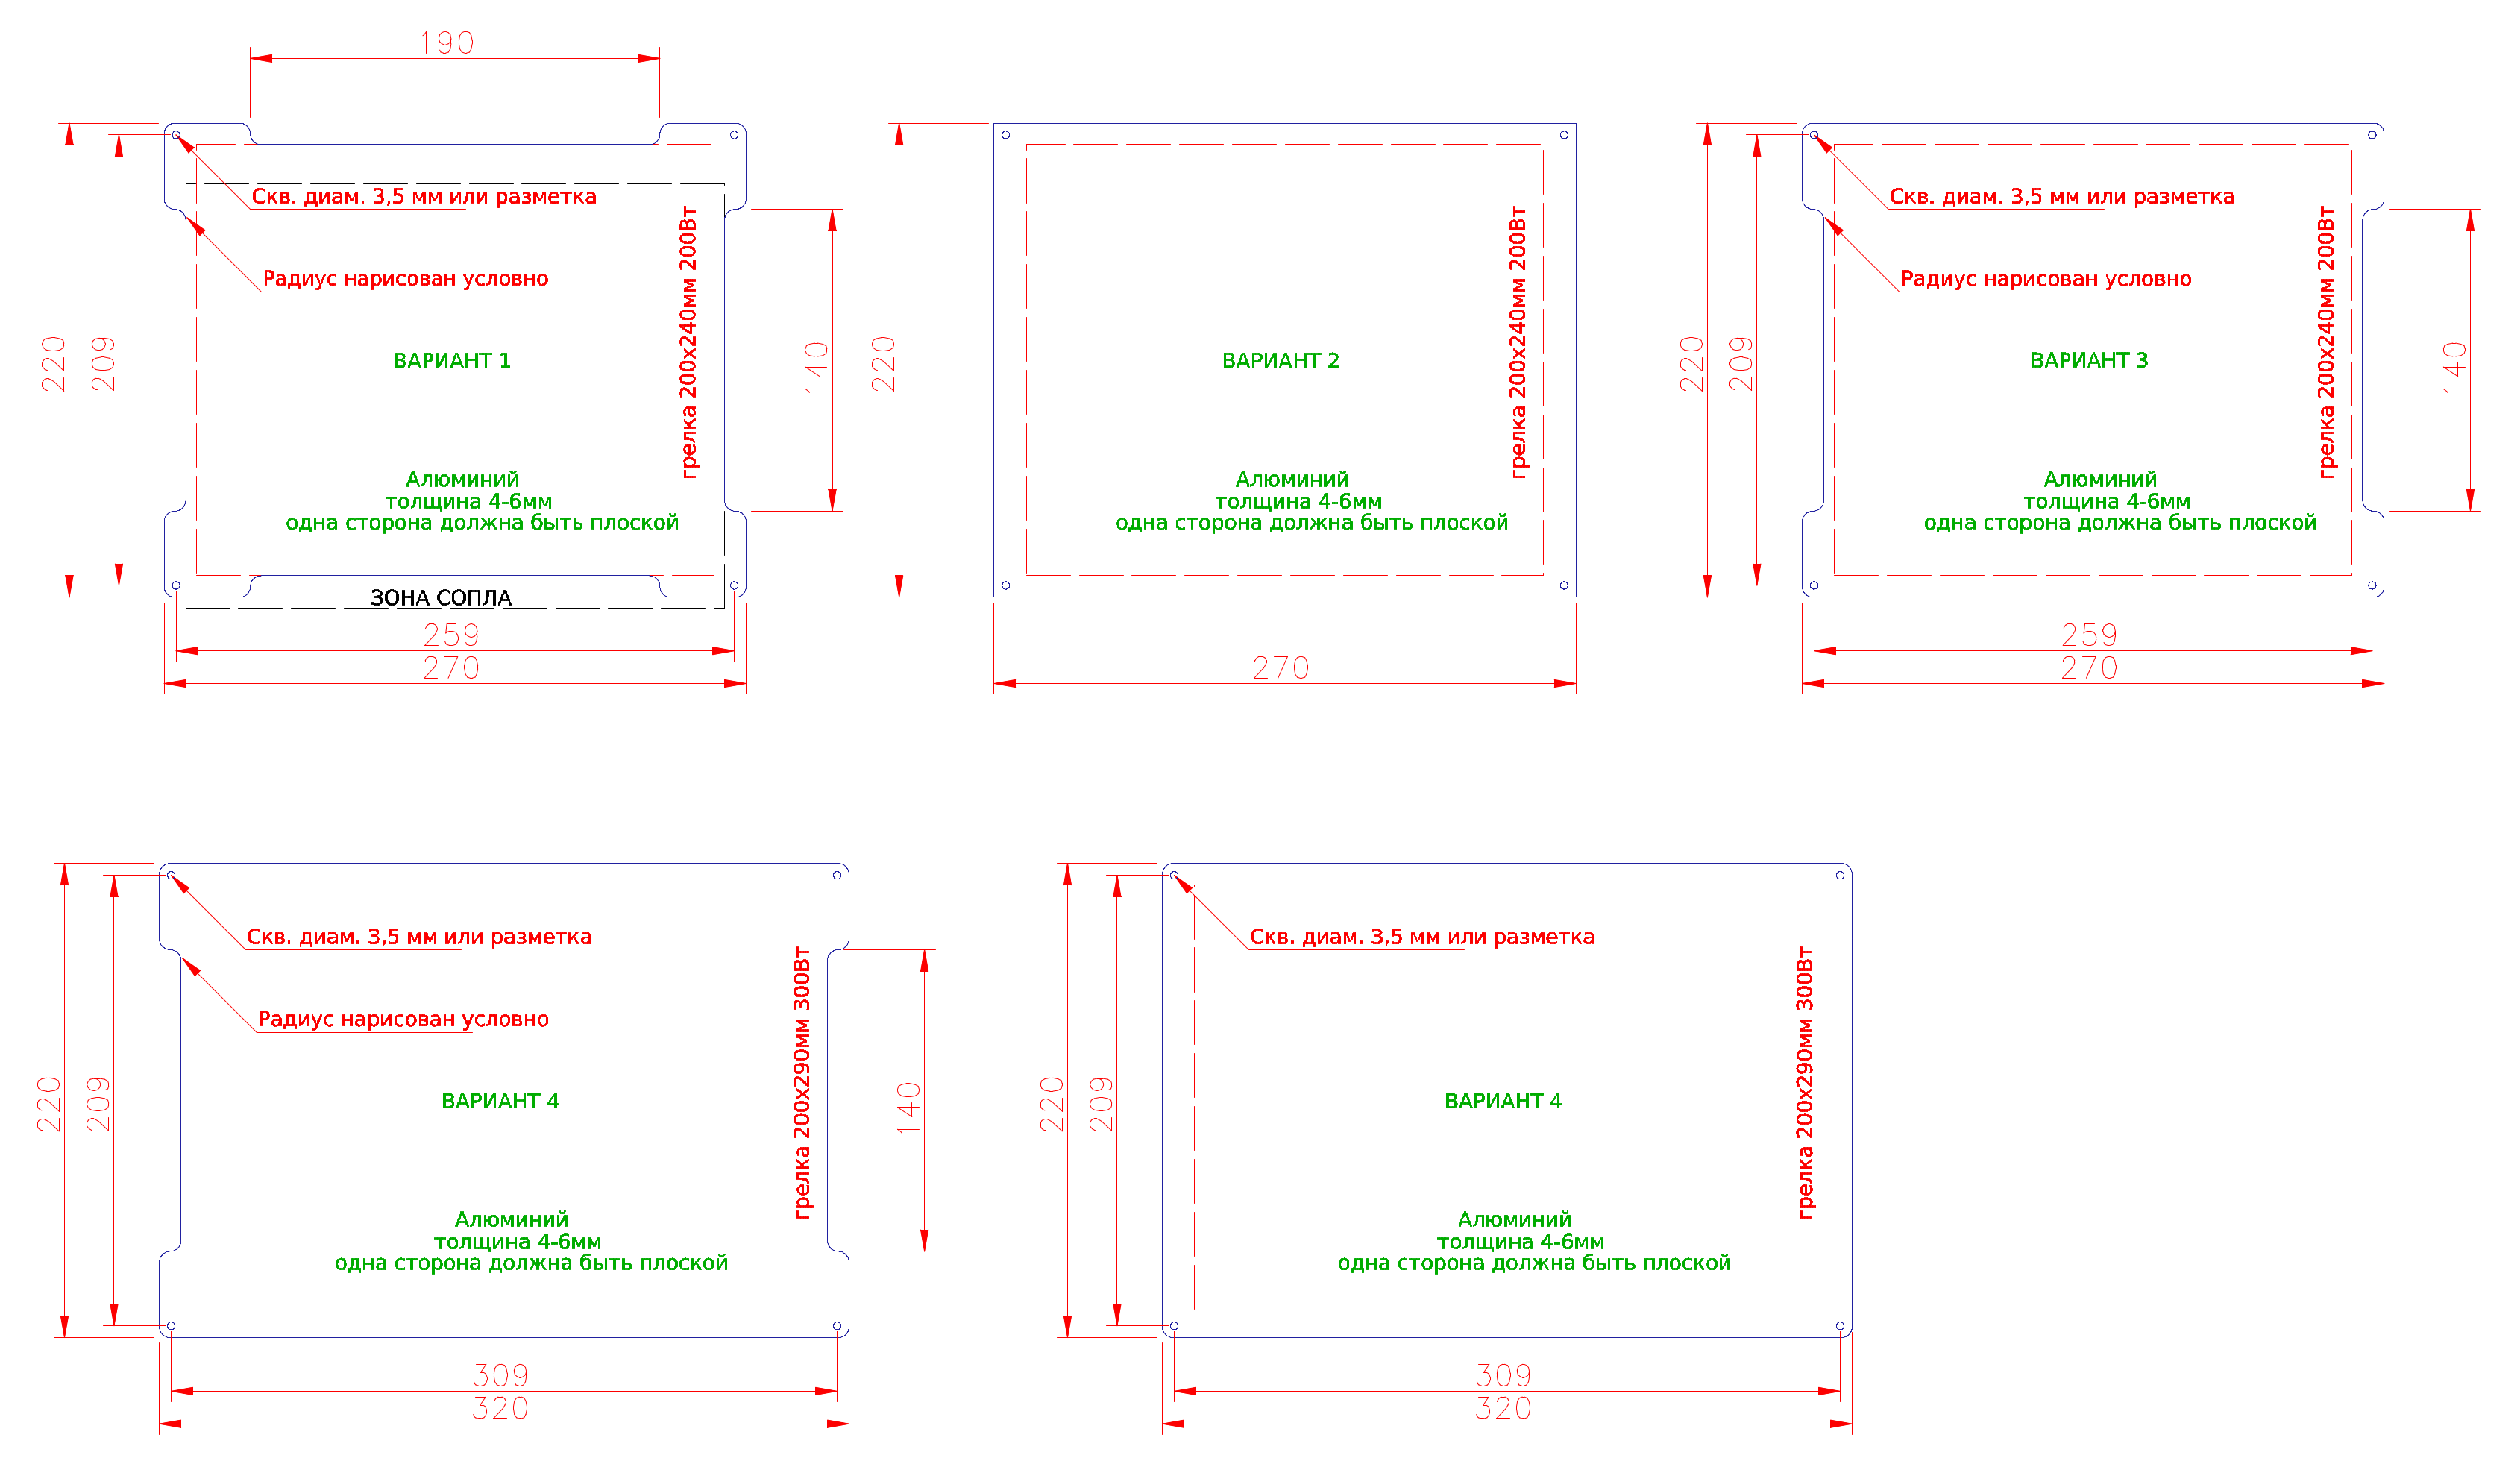 190
Скв. диам. 3,5 мм или разметка
Радиус нарисован условно
220
209
140
ВАРИАНТ 1
грелка 200х240мм 200Вт
Алюминий
толщина 4-6мм
одна сторона должна быть плоской
ЗОНА СОПЛА
259
270
220
ВАРИАНТ 2
грелка 200х240мм 200Вт
Алюминий
толщина 4-6мм
одна сторона должна быть плоской
270
Скв. диам. 3,5 мм или разметка
Радиус нарисован условно
220
209
140
ВАРИАНТ 3
грелка 200х240мм 200Вт
Алюминий
толщина 4-6мм
одна сторона должна быть плоской
259
270
Скв. диам. 3,5 мм или разметка
Радиус нарисован условно
220
209
140
ВАРИАНТ 4
грелка 200х290мм 300Вт
Алюминий
толщина 4-6мм
одна сторона должна быть плоской
309
320
Скв. диам. 3,5 мм или разметка
220
209
ВАРИАНТ 4
грелка 200х290мм 300Вт
Алюминий
толщина 4-6мм
одна сторона должна быть плоской
309
320